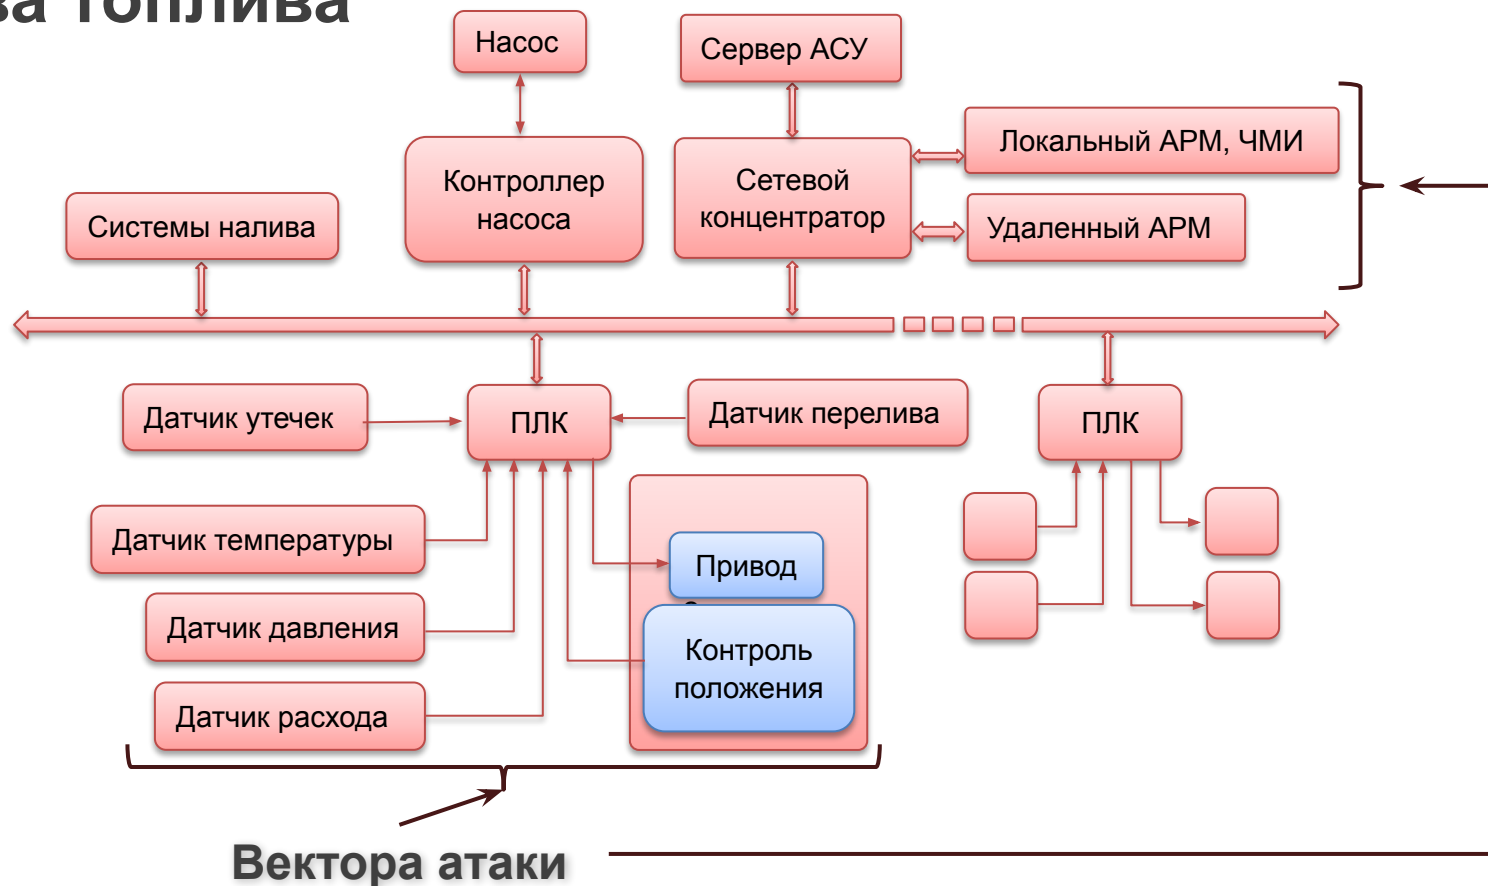 за топлива
Насос
Сервер АСУ
Локальный АРМ, ЧМИ
Контроллер
насоса
Сетевой
концентратор
Системы налива
Удаленный АРМ
Датчик утечек
ПЛК
Датчик перелива
ПЛК
Датчик температуры
Привод
Датчик давления
Контроль
положения
Датчик расхода
Вектора атаки